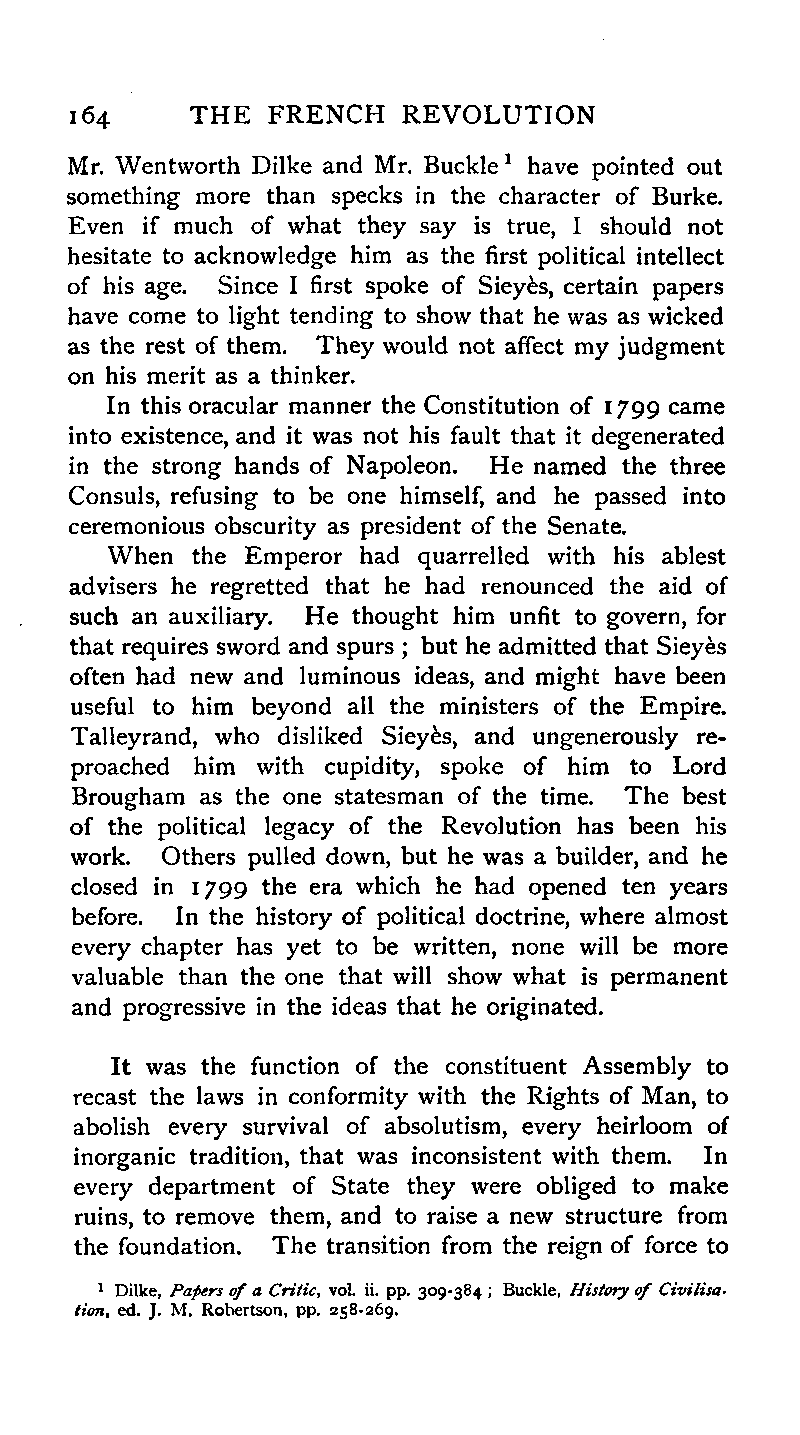 164 THE FRENCH REVOLUTION
Mr. Wentworth Dilke and Mr. Buckle¹ have pointed out
something more than specks in the character of Burke.
Even if much of what they say is true, I should not
hesitate to acknowledge him as the first political intellect
of his age. Since I first spoke of Sieyès, certain papers
have come to light tending to show that he was as wicked
as the rest of them. They would not affect my judgment
on his merit as a thinker.
In this oracular manner the Constitution of 1799 came
into existence, and it was not his fault that it degenerated
in the strong hands of Napoleon. He named the three
Consuls, refusing to be one himself, and he passed into
ceremonious obscurity as president of the Senate.
When the Emperor had quarrelled with his ablest
advisers he regretted that he had renounced the aid of
such an auxiliary. He thought him unfit to govern, for
that requires sword and spurs ; but he admitted that Sieyès
often had new and luminous ideas, and might have been
useful to him beyond all the ministers of the Empire.
Talleyrand, who disliked Sieyès, and ungenerously re-
proached him with cupidity, spoke of him to Lord
Brougham as the one statesman of the time. The best
of the political legacy of the Revolution has been his
work. Others pulled down, but he was a builder, and he
closed in 1799 the era which he had opened ten years
before. In the history of political doctrine, where almost
every chapter has yet to be written, none will be more
valuable than the one that will show what is permanent
and progressive in the ideas that he originated.
It was the function of the constituent Assembly to
recast the laws in conformity with the Rights of Man, to
abolish every survival of absolutism, every heirloom of
inorganic tradition, that was inconsistent with them. In
every department of State they were obliged to make
ruins, to remove them, and to raise a new structure from
the foundation. The transition from the reign of force to
¹ Dilke, Papers of a Critic, vol. ii. pp. 309-384 ; Buckle, History of Civilisa-
tion, ed. J. M. Robertson, pp. 258-269.